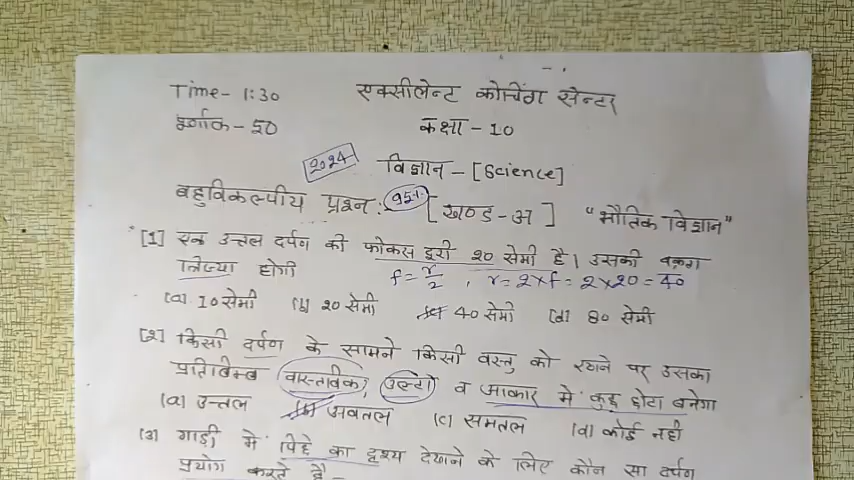 Time- 1:30 एक्सीलेन्ट कोचिंग सेन्टर
पूर्णांक - 50 कक्षा - 10
2024 विज्ञान - [Science]
बहुविकल्पीय प्रश्न: [खण्ड-अ] "भौतिक विज्ञान"
[1] एक उत्तल दर्पण की फोकस दूरी 20 सेमी है। उसकी वक्रता
त्रिज्या होगी f = r/2 , r = 2×f = 2×20 = 40
(a) 10 सेमी (b) 20 सेमी 40 सेमी (d) 80 सेमी
[2] किसी दर्पण के सामने किसी वस्तु को रखने पर उसका
प्रतिबिम्ब वास्तविक, उल्टा व आकार में कुछ छोटा बनेगा
(a) उत्तल (b) अवतल (c) समतल (d) कोई नही
(3) गाड़ी में पिछे का दृश्य देखने के लिए कौन सा दर्पण
प्रयोग करते है-